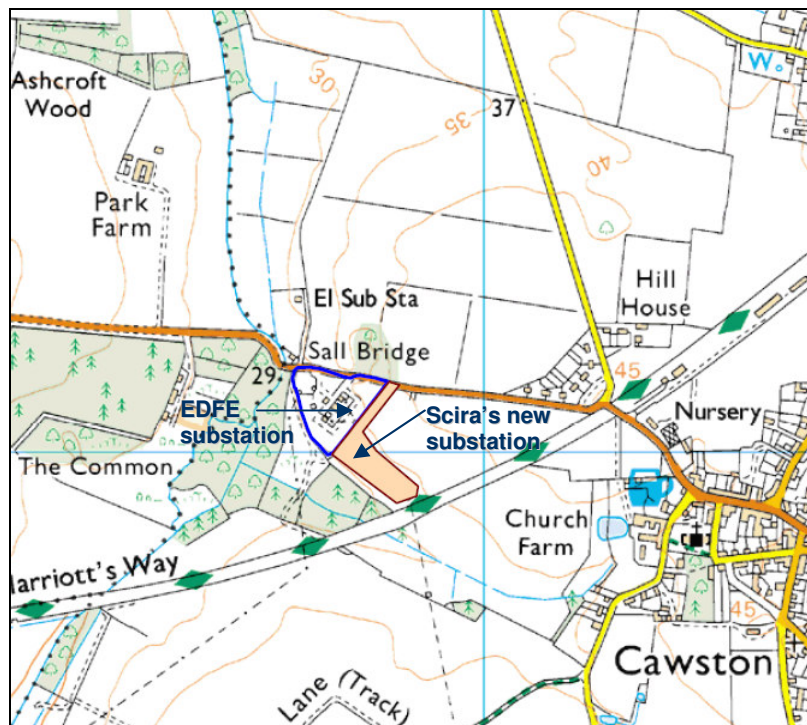 Ashcroft
Wood
30
35
37
W
40
Park
Farm
El Sub Sta
Hill
House
Sall Bridge
29
45
EDFE
substation
Scira's new
substation
Nursery
The Common
Church
Farm
Marriott's Way
45
Cawston
Lane (Track)